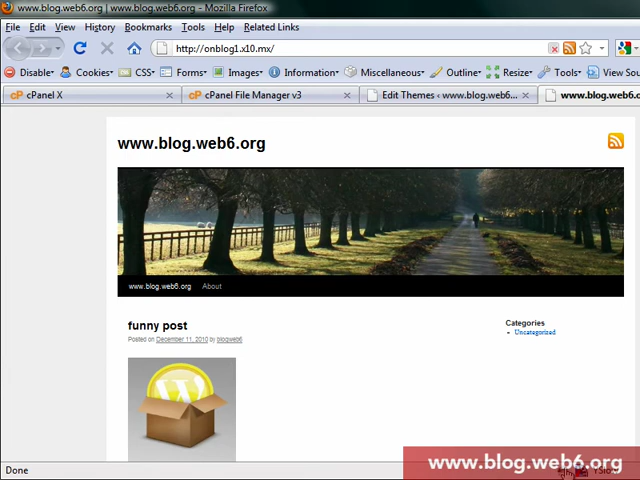 www.blog.web6.org | www.blog.web6.org - Mozilla Firefox
File Edit View History Bookmarks Tools Help Related Links
http://onblog1.x10.mx/
Disable Cookies CSS Forms Images Information Miscellaneous Outline Resize Tools View Sou
cP cPanel X cP cPanel File Manager v3 Edit Themes ‹ www.blog.web6... www.blog.web6.o
www.blog.web6.org
www.blog.web6.org About
funny post
Categories
Uncategorized
Posted on December 11, 2010 by blogweb6
W
www.blog.web6.org
Done